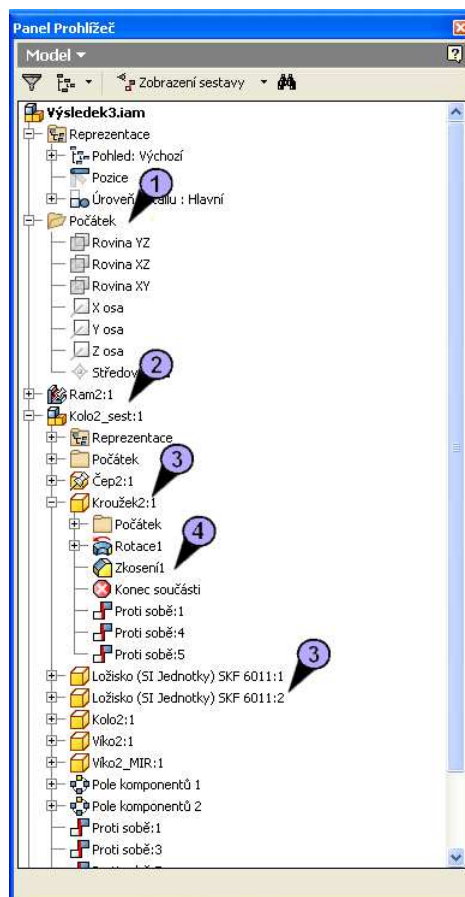 Panel Prohlížeč
Model
Zobrazení sestavy
Výsledek3.iam
Reprezentace
Pohled: Výchozí
Pozice
1
Úroveň : Hlavní
Počátek
Rovina YZ
Rovina XZ
Rovina XY
X osa
Y osa
Z osa
2
Ram2:1
Kolo2_sest:1
Reprezentace
Počátek
3
Čep2:1
Kroužek2:1
Počátek
4
Rotace1
Zkosení1
Konec součásti
Proti sobě:1
Proti sobě:4
Proti sobě:5
3
Ložisko (SI Jednotky) SKF 6011:1
Ložisko (SI Jednotky) SKF 6011:2
Kolo2:1
Víko2:1
Víko2_MIR:1
Pole komponentů 1
Pole komponentů 2
Proti sobě:1
Proti sobě:3